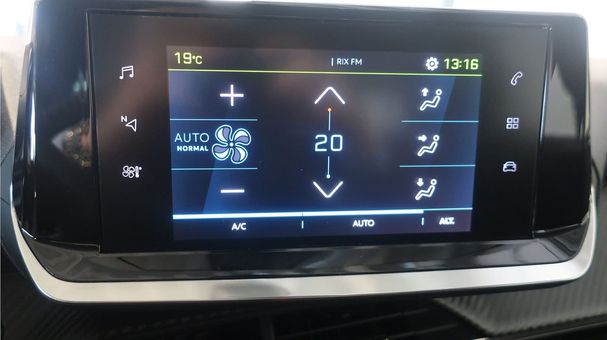 19°C | RIX FM 13:16
N
AUTO
NORMAL
20
A/C AUTO ALT.